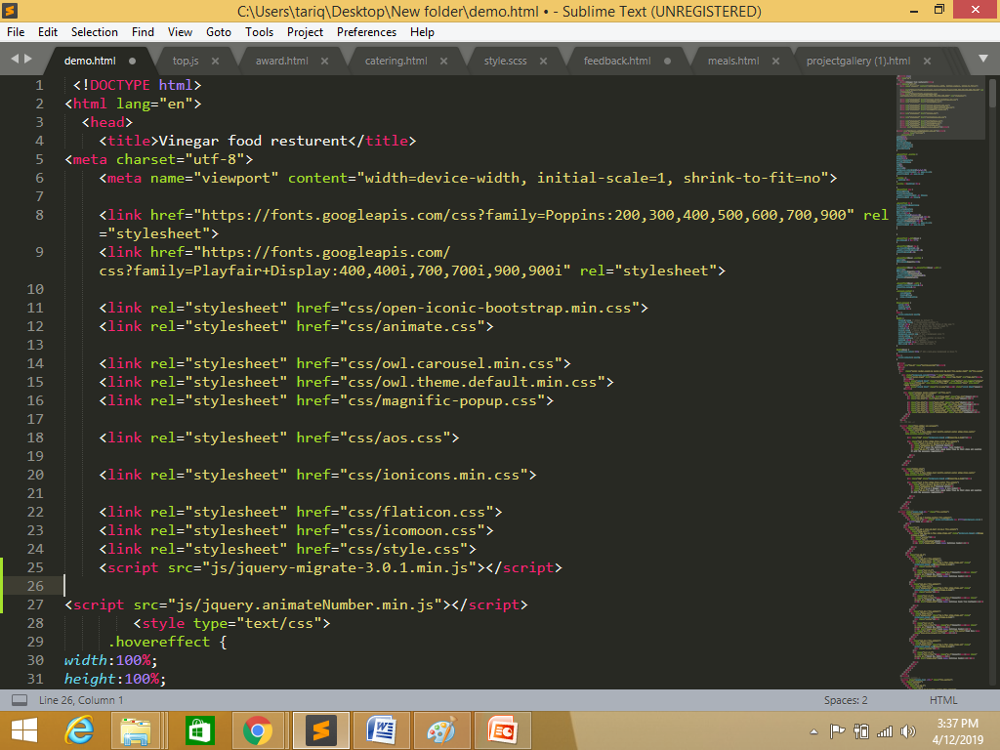 C:\Users\tariq\Desktop\New folder\demo.html • - Sublime Text (UNREGISTERED)
File Edit Selection Find View Goto Tools Project Preferences Help
demo.html top.js award.html catering.html style.scss feedback.html meals.html projectgallery (1).html
1 <!DOCTYPE html>
2 <html lang="en">
3 <head>
4 <title>Vinegar food resturent</title>
5 <meta charset="utf-8">
6 <meta name="viewport" content="width=device-width, initial-scale=1, shrink-to-fit=no">
7
8 <link href="https://fonts.googleapis.com/css?family=Poppins:200,300,400,500,600,700,900" rel
="stylesheet">
9 <link href="https://fonts.googleapis.com/
css?family=Playfair+Display:400,400i,700,700i,900,900i" rel="stylesheet">
10
11 <link rel="stylesheet" href="css/open-iconic-bootstrap.min.css">
12 <link rel="stylesheet" href="css/animate.css">
13
14 <link rel="stylesheet" href="css/owl.carousel.min.css">
15 <link rel="stylesheet" href="css/owl.theme.default.min.css">
16 <link rel="stylesheet" href="css/magnific-popup.css">
17
18 <link rel="stylesheet" href="css/aos.css">
19
20 <link rel="stylesheet" href="css/ionicons.min.css">
21
22 <link rel="stylesheet" href="css/flaticon.css">
23 <link rel="stylesheet" href="css/icomoon.css">
24 <link rel="stylesheet" href="css/style.css">
25 <script src="js/jquery-migrate-3.0.1.min.js"></script>
26
27 <script src="js/jquery.animateNumber.min.js"></script>
28 <style type="text/css">
29 .hovereffect {
30 width:100%;
31 height:100%;
Line 26, Column 1 Spaces: 2 HTML
3:37 PM
4/12/2019